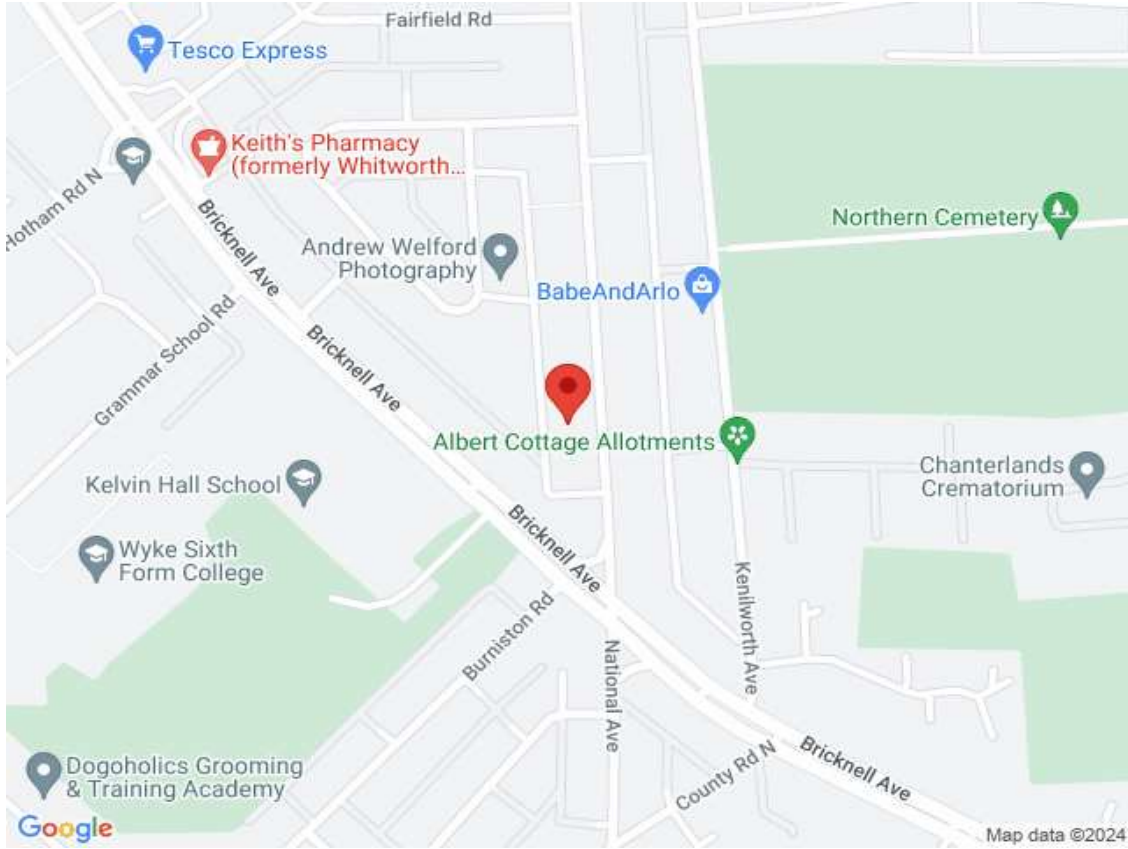 Fairfield Rd
Tesco Express
Keith's Pharmacy
(formerly Whitworth...
Hotham Rd N
Bricknell Ave
Northern Cemetery
Andrew Welford
Photography
BabeAndArlo
Grammar School Rd
Bricknell Ave
Albert Cottage Allotments
Kelvin Hall School
Chanterlands
Crematorium
Bricknell Ave
Wyke Sixth
Form College
Kenilworth Ave
Burniston Rd
National Ave
Bricknell Ave
County Rd N
Dogoholics Grooming
& Training Academy
Google
Map data ©2024